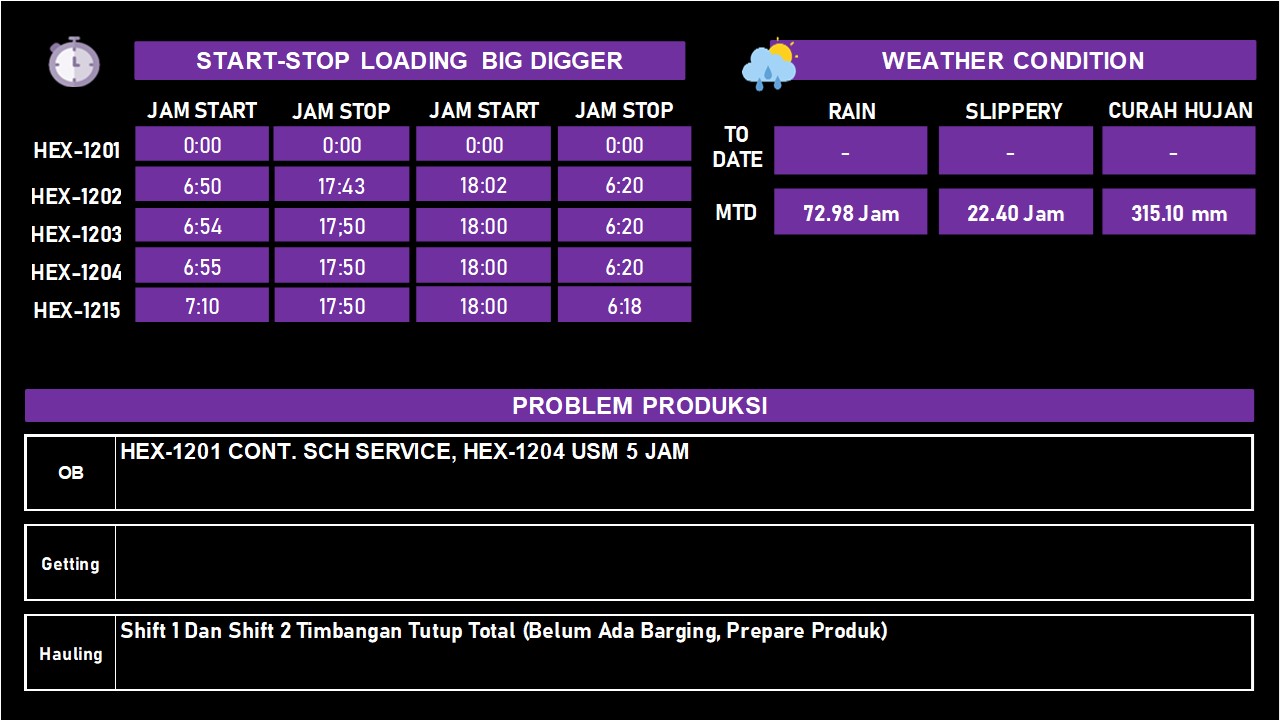 START-STOP LOADING BIG DIGGER
JAM START JAM STOP JAM START JAM STOP
HEX-1201 0:00 0:00 0:00 0:00
HEX-1202 6:50 17:43 18:02 6:20
HEX-1203 6:54 17;50 18:00 6:20
HEX-1204 6:55 17:50 18:00 6:20
HEX-1215 7:10 17:50 18:00 6:18
WEATHER CONDITION
RAIN SLIPPERY CURAH HUJAN
TO
DATE - - -
MTD 72.98 Jam 22.40 Jam 315.10 mm
PROBLEM PRODUKSI
OB HEX-1201 CONT. SCH SERVICE, HEX-1204 USM 5 JAM
Getting
Hauling Shift 1 Dan Shift 2 Timbangan Tutup Total (Belum Ada Barging, Prepare Produk)